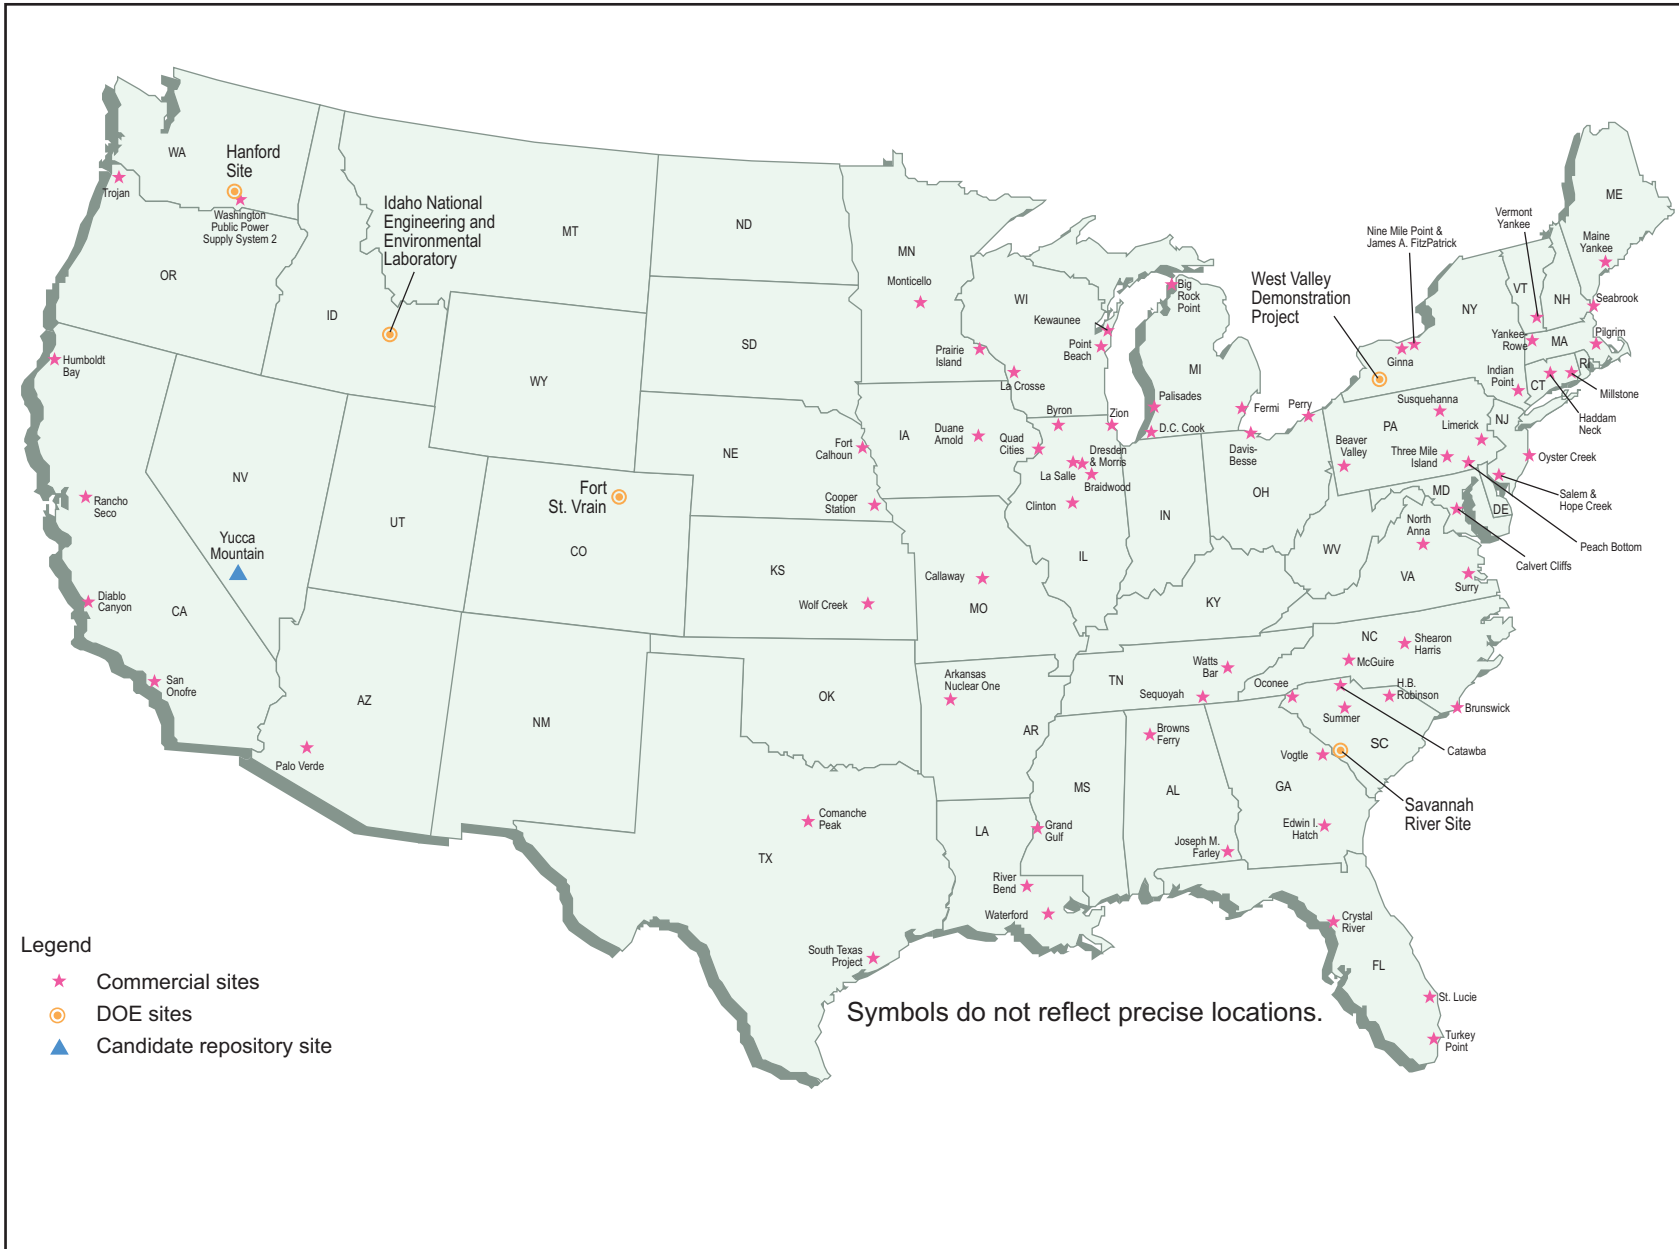 WA
Hanford
Site
Trojan
Washington
Public Power
Supply System 2
Idaho National
Engineering and
Environmental
Laboratory
MT
ND
OR
ID
SD
WY
NE
Humboldt
Bay
NV
UT
Rancho
Seco
Yucca
Mountain
CA
Diablo
Canyon
San
Onofre
Fort
St. Vrain
CO
KS
Wolf Creek
AZ
Palo Verde
NM
OK
TX
Comanche
Peak
South Texas
Project
MN
Monticello
Prairie
Island
WI
Kewaunee
Point
Beach
La Crosse
Big
Rock
Point
MI
Palisades
D.C. Cook
Fermi
Perry
Davis-
Besse
IA
Duane
Arnold
Fort
Calhoun
Cooper
Station
Byron
Zion
Quad
Cities
Dresden
& Morris
La Salle
Braidwood
Clinton
IL
IN
OH
Callaway
MO
KY
WV
Arkansas
Nuclear One
AR
TN
Watts
Bar
Sequoyah
Browns
Ferry
MS
AL
GA
LA
Grand
Gulf
River
Bend
Waterford
Joseph M.
Farley
Edwin I.
Hatch
Vogtle
Savannah
River Site
Oconee
Summer
SC
H.B.
Robinson
Catawba
Brunswick
NC
McGuire
Shearon
Harris
VA
North
Anna
Surry
Crystal
River
FL
St. Lucie
Turkey
Point
West Valley
Demonstration
Project
Nine Mile Point &
James A. FitzPatrick
Ginna
NY
Vermont
Yankee
VT
NH
ME
Maine
Yankee
Seabrook
Pilgrim
Yankee-
Rowe
MA
RI
CT
Indian
Point
Millstone
Haddam
Neck
Susquehanna
PA
Limerick
NJ
Beaver
Valley
Three Mile
Island
Oyster Creek
MD
DE
Salem &
Hope Creek
Peach Bottom
Calvert Cliffs
Legend
Commercial sites
DOE sites
Candidate repository site
Symbols do not reflect precise locations.